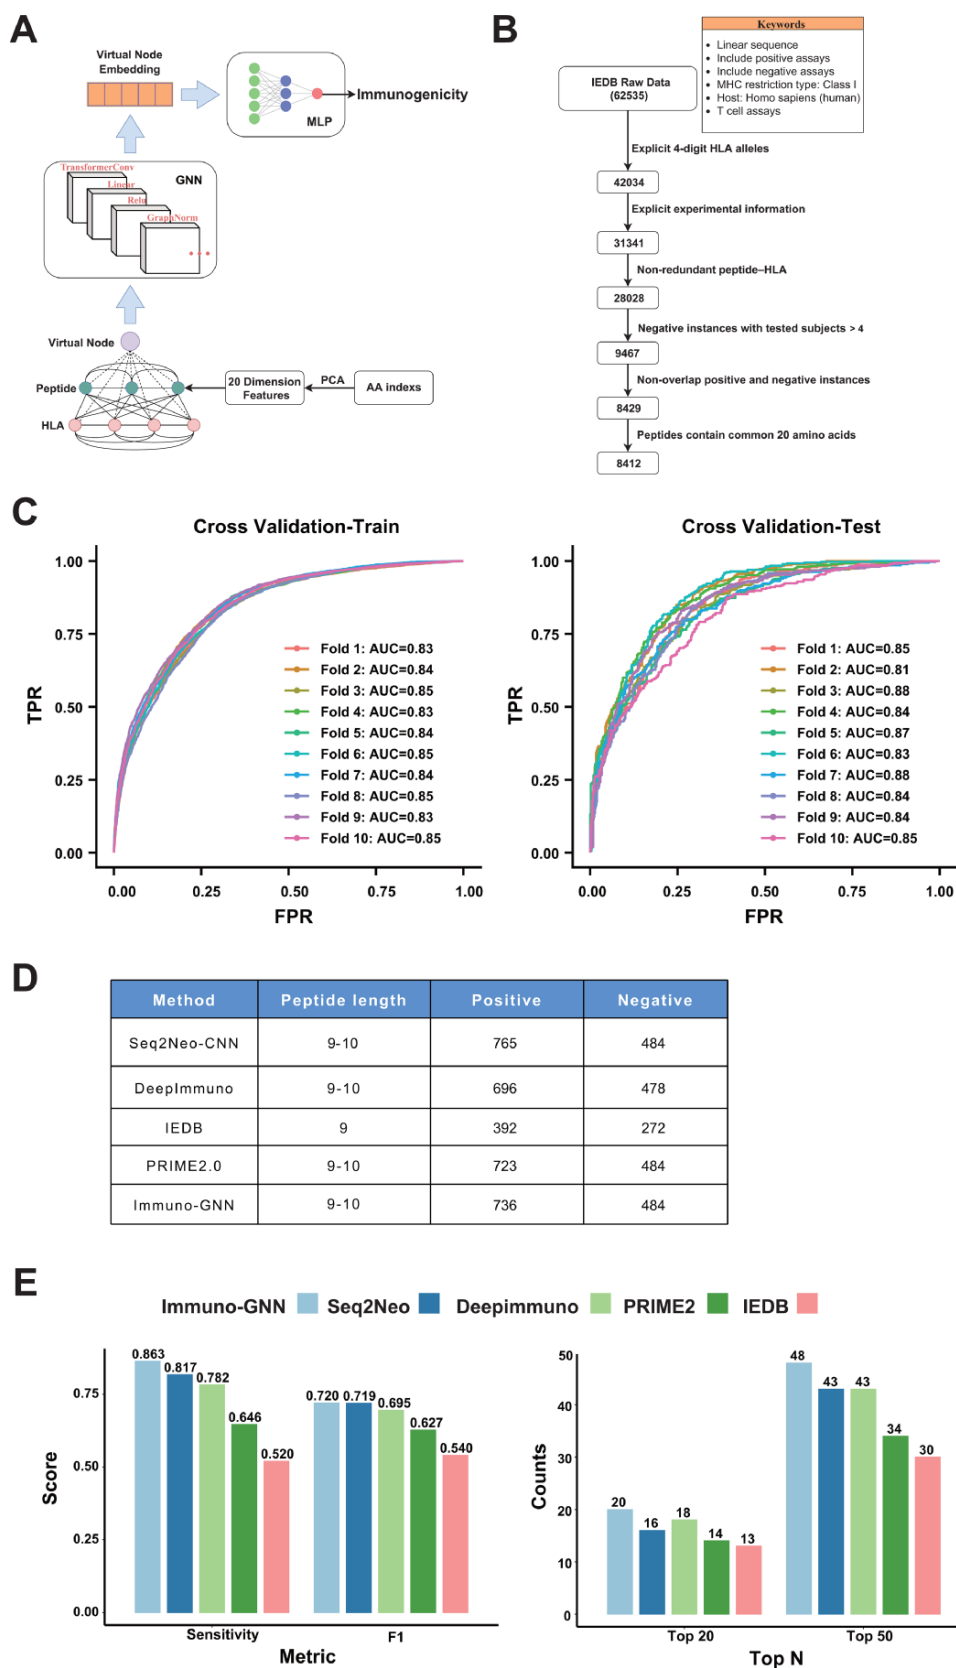 A
Virtual Node
Embedding
MLP
Immunogenicity
TransformerConv
Linear
Relu
GraphNorm
GNN
Virtual Node
Peptide
HLA
20 Dimension
Features
PCA
AA indexs
B
Keywords
• Linear sequence
• Include positive assays
• Include negative assays
• MHC restriction type: Class I
• Host: Homo sapiens (human)
• T cell assays
IEDB Raw Data
(62535)
Explicit 4-digit HLA alleles
42034
Explicit experimental information
31341
Non-redundant peptide–HLA
28028
Negative instances with tested subjects > 4
9467
Non-overlap positive and negative instances
8429
Peptides contain common 20 amino acids
8412
C
Cross Validation-Train
TPR
1.00
0.75
0.50
0.25
0.00
Fold 1: AUC=0.83
Fold 2: AUC=0.84
Fold 3: AUC=0.85
Fold 4: AUC=0.83
Fold 5: AUC=0.84
Fold 6: AUC=0.85
Fold 7: AUC=0.84
Fold 8: AUC=0.85
Fold 9: AUC=0.83
Fold 10: AUC=0.85
0.00 0.25 0.50 0.75 1.00
FPR
Cross Validation-Test
TPR
1.00
0.75
0.50
0.25
0.00
Fold 1: AUC=0.85
Fold 2: AUC=0.81
Fold 3: AUC=0.88
Fold 4: AUC=0.84
Fold 5: AUC=0.87
Fold 6: AUC=0.83
Fold 7: AUC=0.88
Fold 8: AUC=0.84
Fold 9: AUC=0.84
Fold 10: AUC=0.85
0.00 0.25 0.50 0.75 1.00
FPR
D
Method Peptide length Positive Negative
Seq2Neo-CNN 9-10 765 484
DeepImmuno 9-10 696 478
IEDB 9 392 272
PRIME2.0 9-10 723 484
Immuno-GNN 9-10 736 484
E
Immuno-GNN Seq2Neo Deepimmuno PRIME2 IEDB
Score
0.75
0.50
0.25
0.00
0.863
0.817
0.782
0.646
0.520
0.720
0.719
0.695
0.627
0.540
Sensitivity F1
Metric
Counts
50
40
30
20
10
0
20
16
18
14
13
48
43
43
34
30
Top 20 Top 50
Top N